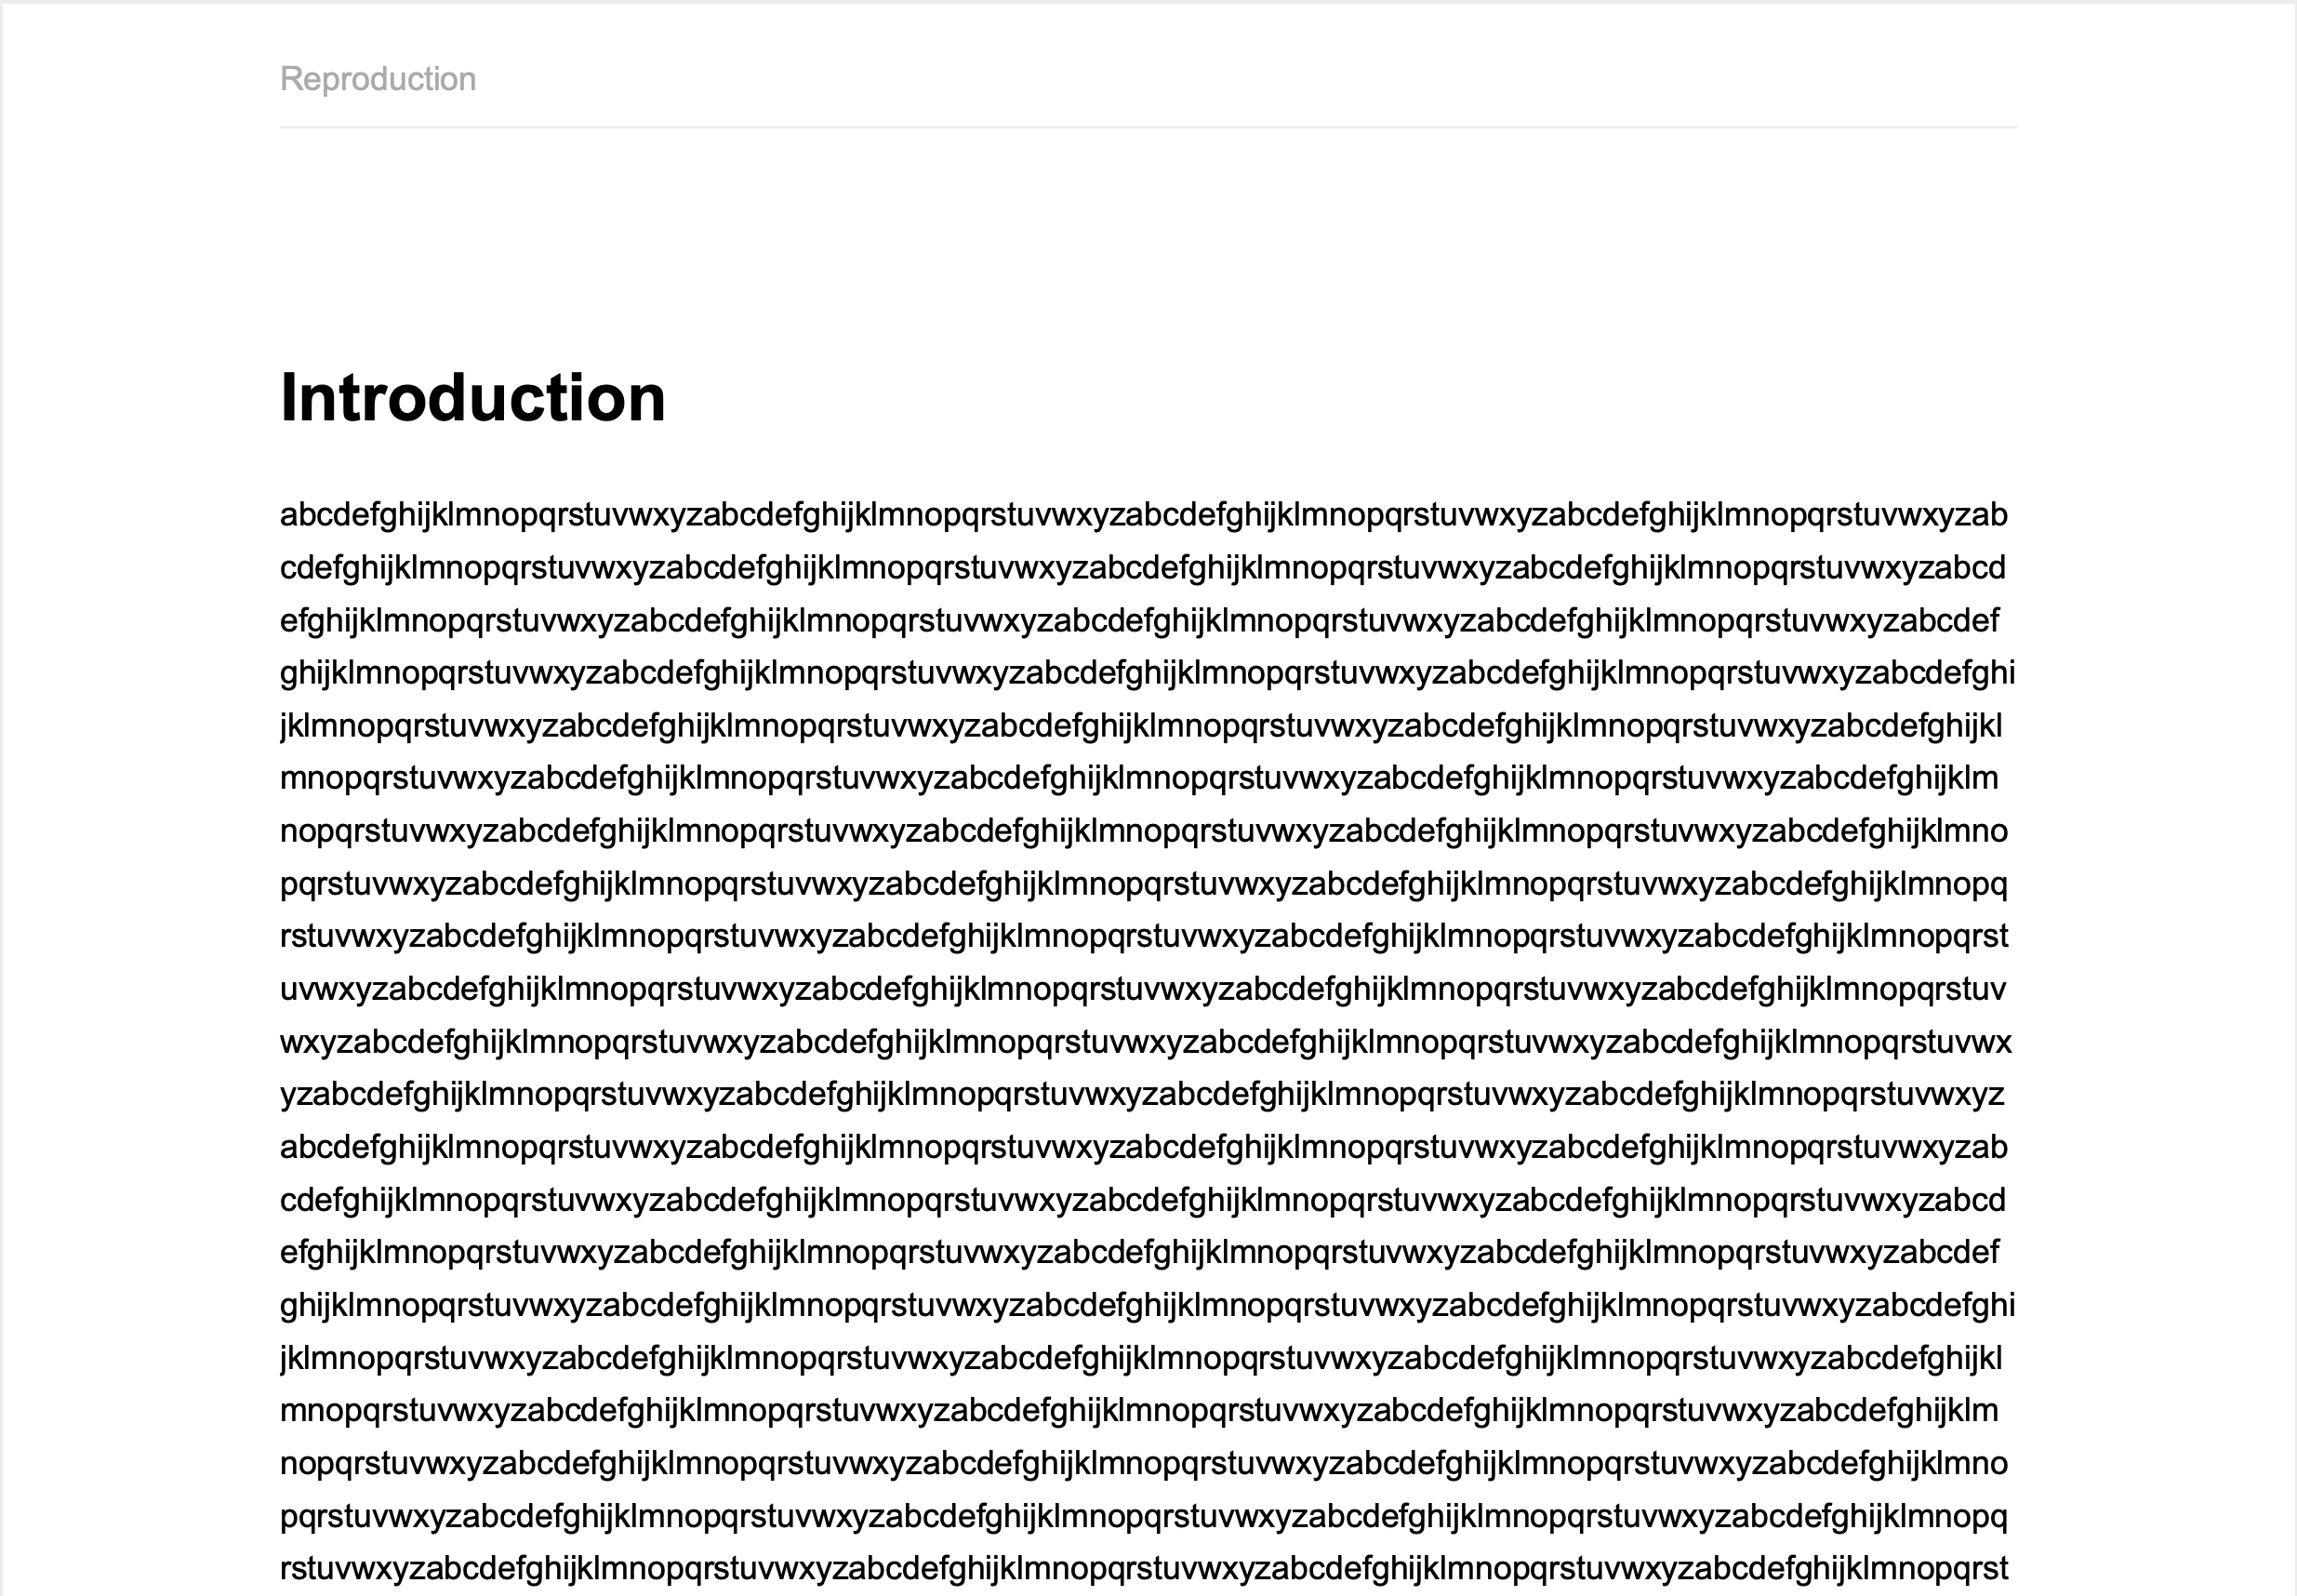 Reproduction
Introduction
abcdefghijklmnopqrstuvwxyzabcdefghijklmnopqrstuvwxyzabcdefghijklmnopqrstuvwxyzabcdefghijklmnopqrstuvwxyzab
cdefghijklmnopqrstuvwxyzabcdefghijklmnopqrstuvwxyzabcdefghijklmnopqrstuvwxyzabcdefghijklmnopqrstuvwxyzabcd
efghijklmnopqrstuvwxyzabcdefghijklmnopqrstuvwxyzabcdefghijklmnopqrstuvwxyzabcdefghijklmnopqrstuvwxyzabcdef
ghijklmnopqrstuvwxyzabcdefghijklmnopqrstuvwxyzabcdefghijklmnopqrstuvwxyzabcdefghijklmnopqrstuvwxyzabcdefghi
jklmnopqrstuvwxyzabcdefghijklmnopqrstuvwxyzabcdefghijklmnopqrstuvwxyzabcdefghijklmnopqrstuvwxyzabcdefghijkl
mnopqrstuvwxyzabcdefghijklmnopqrstuvwxyzabcdefghijklmnopqrstuvwxyzabcdefghijklmnopqrstuvwxyzabcdefghijklm
nopqrstuvwxyzabcdefghijklmnopqrstuvwxyzabcdefghijklmnopqrstuvwxyzabcdefghijklmnopqrstuvwxyzabcdefghijklmno
pqrstuvwxyzabcdefghijklmnopqrstuvwxyzabcdefghijklmnopqrstuvwxyzabcdefghijklmnopqrstuvwxyzabcdefghijklmnopq
rstuvwxyzabcdefghijklmnopqrstuvwxyzabcdefghijklmnopqrstuvwxyzabcdefghijklmnopqrstuvwxyzabcdefghijklmnopqrst
uvwxyzabcdefghijklmnopqrstuvwxyzabcdefghijklmnopqrstuvwxyzabcdefghijklmnopqrstuvwxyzabcdefghijklmnopqrstuv
wxyzabcdefghijklmnopqrstuvwxyzabcdefghijklmnopqrstuvwxyzabcdefghijklmnopqrstuvwxyzabcdefghijklmnopqrstuvwx
yzabcdefghijklmnopqrstuvwxyzabcdefghijklmnopqrstuvwxyzabcdefghijklmnopqrstuvwxyzabcdefghijklmnopqrstuvwxyz
abcdefghijklmnopqrstuvwxyzabcdefghijklmnopqrstuvwxyzabcdefghijklmnopqrstuvwxyzabcdefghijklmnopqrstuvwxyzab
cdefghijklmnopqrstuvwxyzabcdefghijklmnopqrstuvwxyzabcdefghijklmnopqrstuvwxyzabcdefghijklmnopqrstuvwxyzabcd
efghijklmnopqrstuvwxyzabcdefghijklmnopqrstuvwxyzabcdefghijklmnopqrstuvwxyzabcdefghijklmnopqrstuvwxyzabcdef
ghijklmnopqrstuvwxyzabcdefghijklmnopqrstuvwxyzabcdefghijklmnopqrstuvwxyzabcdefghijklmnopqrstuvwxyzabcdefghi
jklmnopqrstuvwxyzabcdefghijklmnopqrstuvwxyzabcdefghijklmnopqrstuvwxyzabcdefghijklmnopqrstuvwxyzabcdefghijkl
mnopqrstuvwxyzabcdefghijklmnopqrstuvwxyzabcdefghijklmnopqrstuvwxyzabcdefghijklmnopqrstuvwxyzabcdefghijklm
nopqrstuvwxyzabcdefghijklmnopqrstuvwxyzabcdefghijklmnopqrstuvwxyzabcdefghijklmnopqrstuvwxyzabcdefghijklmno
pqrstuvwxyzabcdefghijklmnopqrstuvwxyzabcdefghijklmnopqrstuvwxyzabcdefghijklmnopqrstuvwxyzabcdefghijklmnopq
rstuvwxyzabcdefghijklmnopqrstuvwxyzabcdefghijklmnopqrstuvwxyzabcdefghijklmnopqrstuvwxyzabcdefghijklmnopqrst